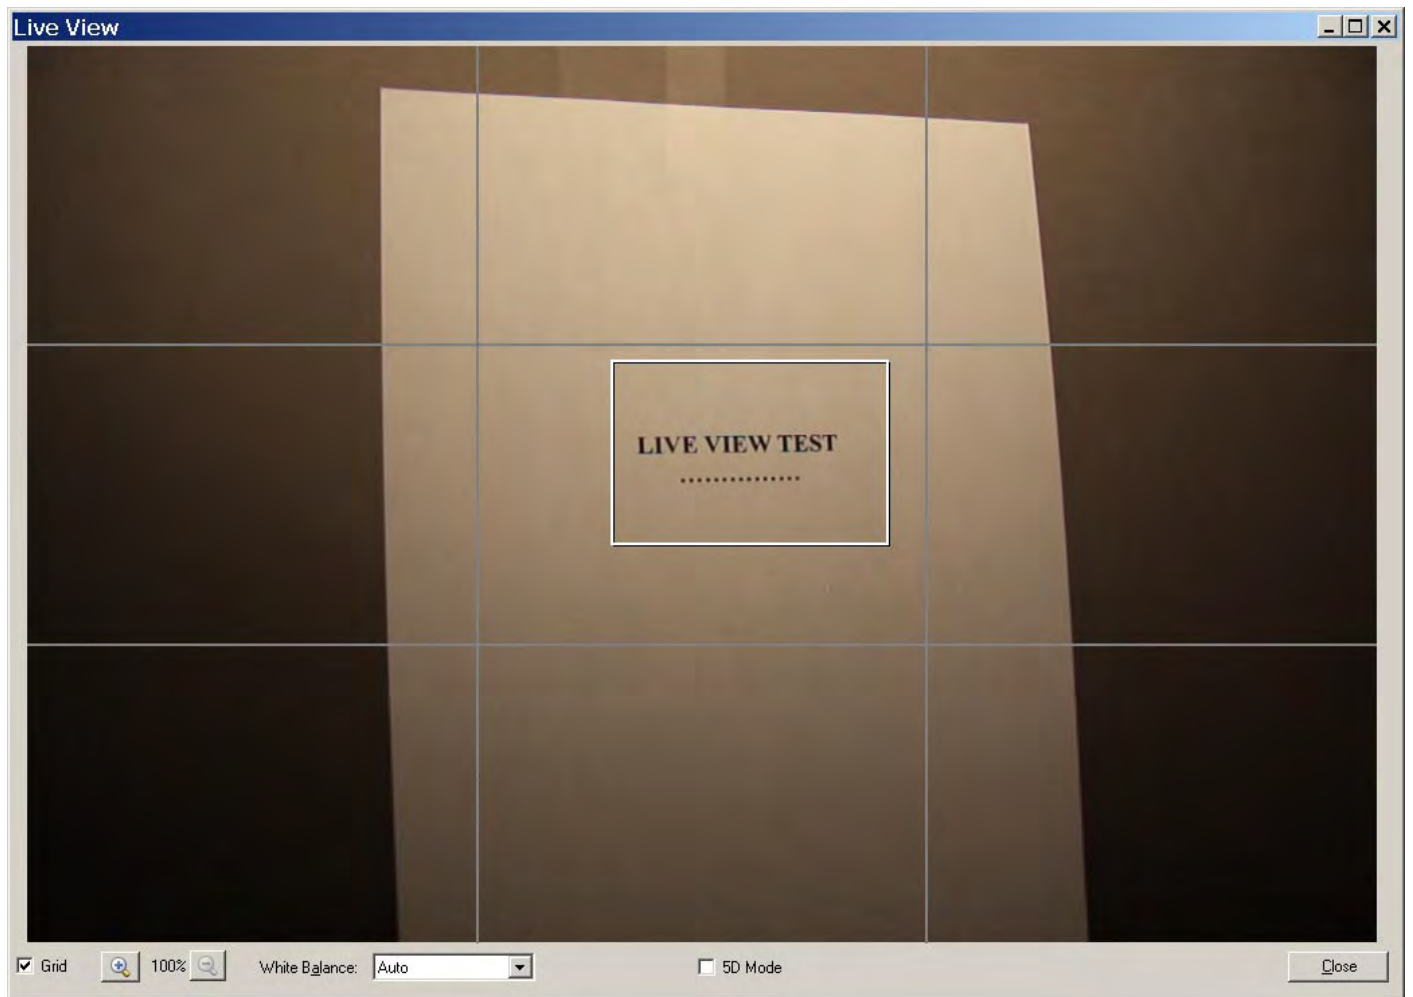 Live View
LIVE VIEW TEST
...............
Grid
100%
White Balance:
Auto
5D Mode
Close